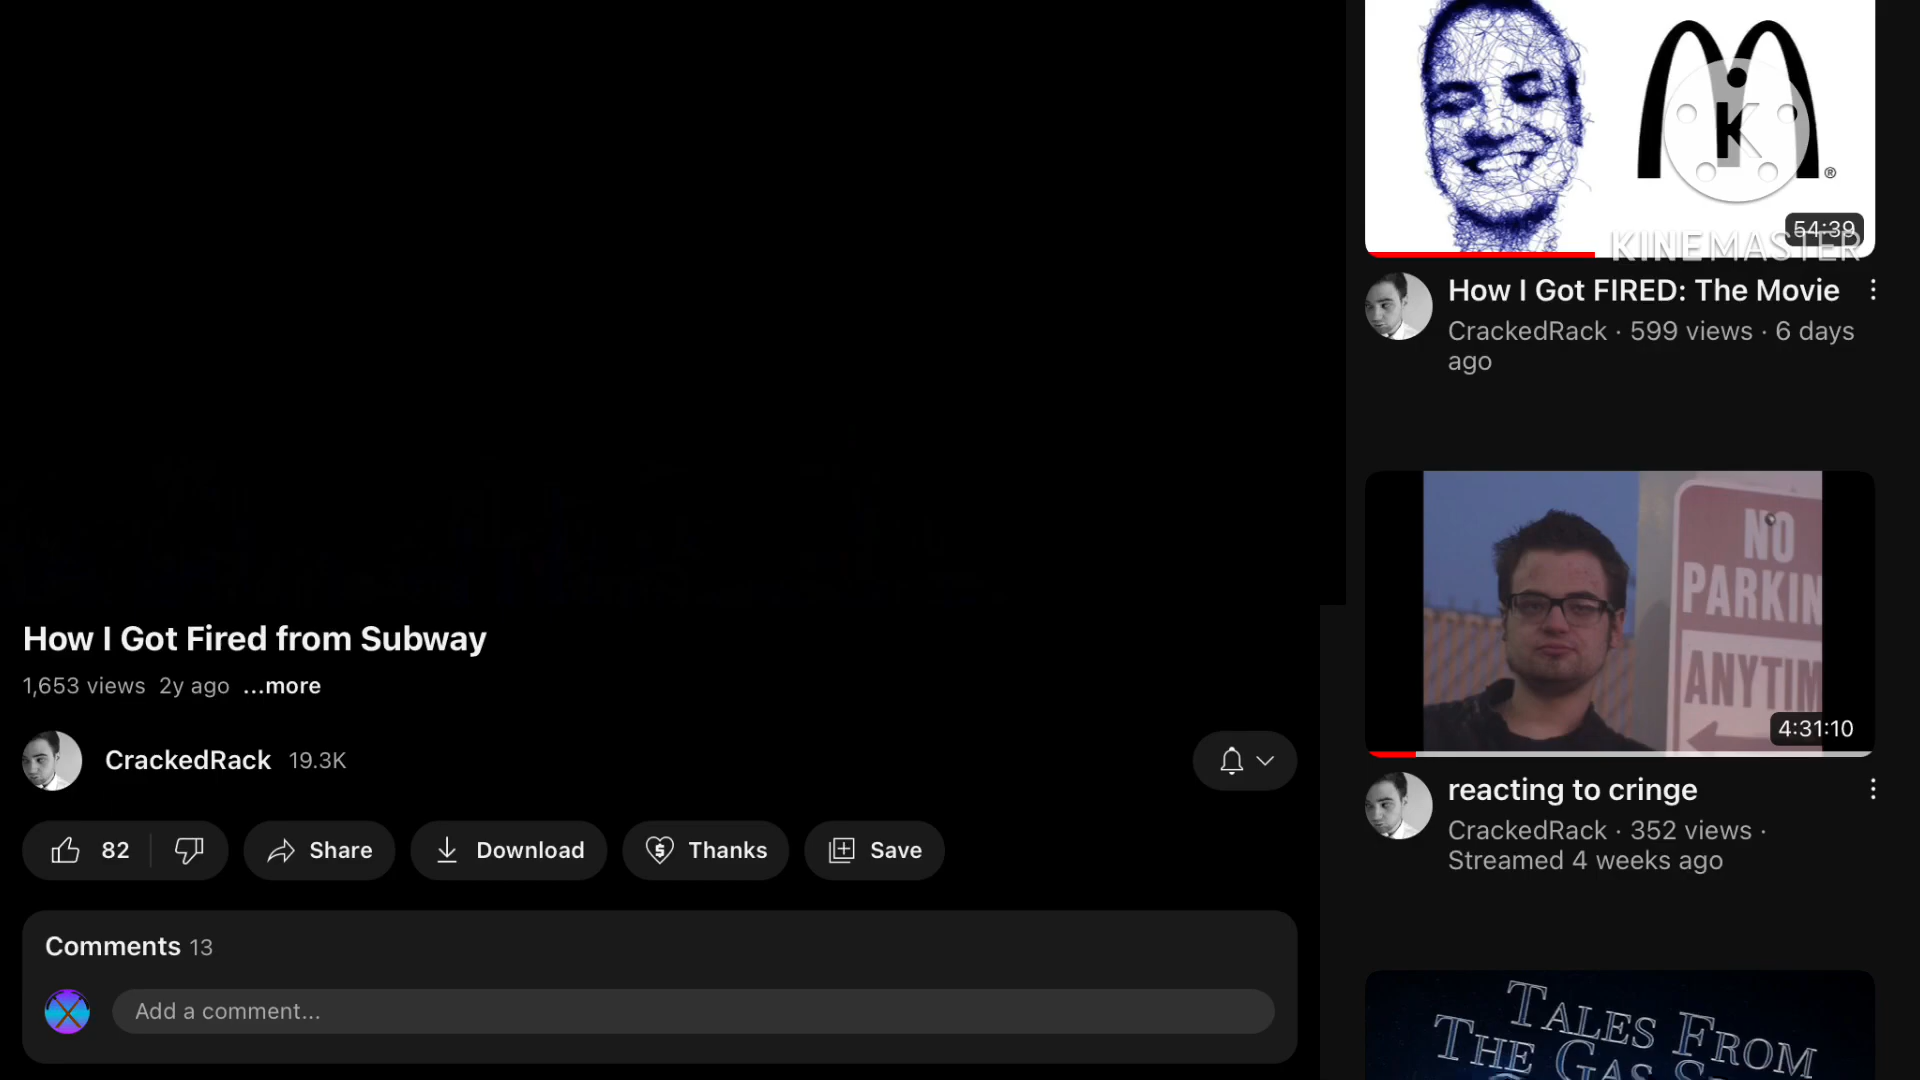 How I Got Fired from Subway
1,653 views 2y ago ...more
CrackedRack 19.3K
82
Share
Download
Thanks
Save
Comments 13
Add a comment...
54:39
K
KINEMASTER
®
How I Got FIRED: The Movie
CrackedRack · 599 views · 6 days
ago
NO
PARKIN
ANYTIM
4:31:10
reacting to cringe
CrackedRack · 352 views ·
Streamed 4 weeks ago
TALES FROM
THE GAS